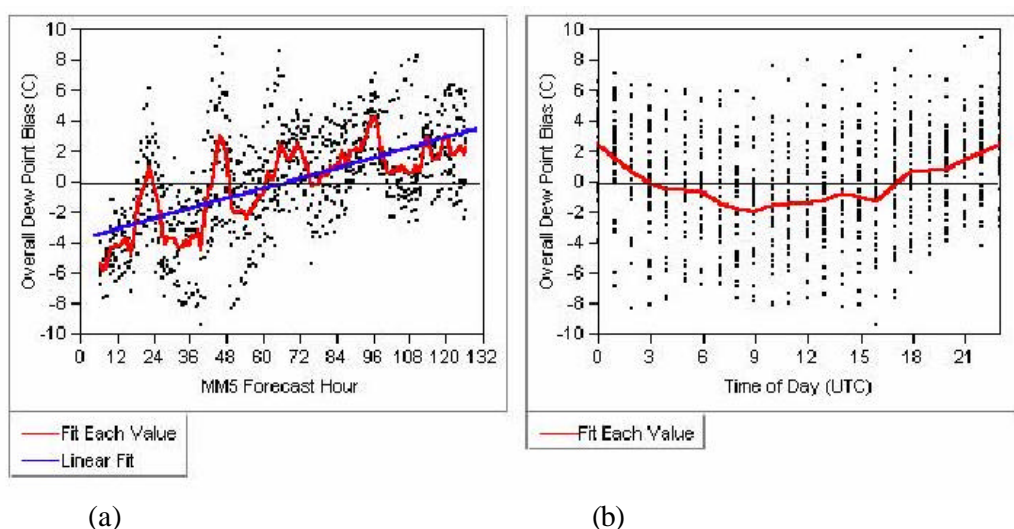 10
8
6
4
2
0
-2
-4
-6
-8
-10
Overall Dew Point Bias (C)
0 12 24 36 48 60 72 84 96 108 120 132
MM5 Forecast Hour
Fit Each Value
Linear Fit
(a)
10
8
6
4
2
0
-2
-4
-6
-8
-10
Overall Dew Point Bias (C)
0 3 6 9 12 15 18 21
Time of Day (UTC)
Fit Each Value
(b)